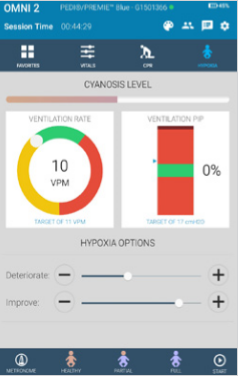 OMNI 2 PEDI®/PREMIE™ Blue - G1501366 40%
Session Time 00:44:29
FAVORITES VITALS CPR HYPOXIA
CYANOSIS LEVEL
VENTILATION RATE VENTILATION PIP
10
VPM
0%
TARGET OF 11 VPM TARGET OF 17 cmH2O
HYPOXIA OPTIONS
Deteriorate:
Improve:
METRONOME HEALTHY PARTIAL FULL START